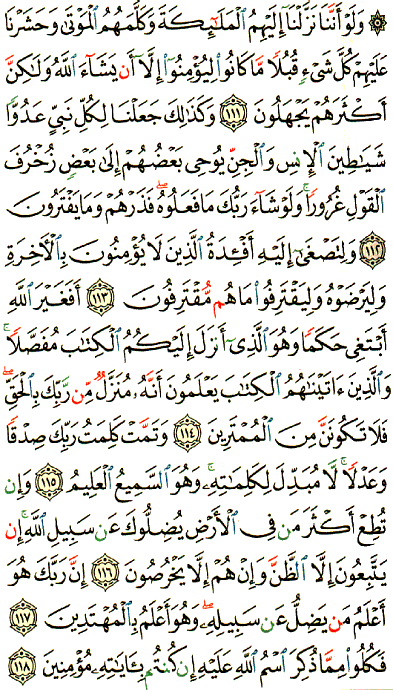 ۞ وَلَوْ أَنَّنَا نَزَّلْنَآ إِلَيْهِمُ ٱلْمَلَٰٓئِكَةَ وَكَلَّمَهُمُ ٱلْمَوْتَىٰ وَحَشَرْنَا
عَلَيْهِمْ كُلَّ شَىْءٍ قُبُلًا مَّا كَانُوا۟ لِيُؤْمِنُوٓا۟ إِلَّآ أَن يَشَآءَ ٱللَّهُ وَلَٰكِنَّ
أَكْثَرَهُمْ يَجْهَلُونَ ﴿١١١﴾ وَكَذَٰلِكَ جَعَلْنَا لِكُلِّ نَبِىٍّ عَدُوًّا
شَيَٰطِينَ ٱلْإِنسِ وَٱلْجِنِّ يُوحِى بَعْضُهُمْ إِلَىٰ بَعْضٍ زُخْرُفَ
ٱلْقَوْلِ غُرُورًا ۚ وَلَوْ شَآءَ رَبُّكَ مَا فَعَلُوهُ ۖ فَذَرْهُمْ وَمَا يَفْتَرُونَ
﴿١١٢﴾ وَلِتَصْغَىٰٓ إِلَيْهِ أَفْـِٔدَةُ ٱلَّذِينَ لَا يُؤْمِنُونَ بِٱلْءَاخِرَةِ
وَلِيَرْضَوْهُ وَلِيَقْتَرِفُوا۟ مَا هُم مُّقْتَرِفُونَ ﴿١١٣﴾ أَفَغَيْرَ ٱللَّهِ
أَبْتَغِى حَكَمًا وَهُوَ ٱلَّذِىٓ أَنزَلَ إِلَيْكُمُ ٱلْكِتَٰبَ مُفَصَّلًا ۚ
وَٱلَّذِينَ ءَاتَيْنَٰهُمُ ٱلْكِتَٰبَ يَعْلَمُونَ أَنَّهُۥ مُنَزَّلٌ مِّن رَّبِّكَ بِٱلْحَقِّ ۖ
فَلَا تَكُونَنَّ مِنَ ٱلْمُمْتَرِينَ ﴿١١٤﴾ وَتَمَّتْ كَلِمَتُ رَبِّكَ صِدْقًا
وَعَدْلًا ۚ لَّا مُبَدِّلَ لِكَلِمَٰتِهِۦ ۚ وَهُوَ ٱلسَّمِيعُ ٱلْعَلِيمُ ﴿١١٥﴾ وَإِن
تُطِعْ أَكْثَرَ مَن فِى ٱلْأَرْضِ يُضِلُّوكَ عَن سَبِيلِ ٱللَّهِ ۚ إِن
يَتَّبِعُونَ إِلَّا ٱلظَّنَّ وَإِنْ هُمْ إِلَّا يَخْرُصُونَ ﴿١١٦﴾ إِنَّ رَبَّكَ هُوَ
أَعْلَمُ مَن يَضِلُّ عَن سَبِيلِهِۦ ۖ وَهُوَ أَعْلَمُ بِٱلْمُهْتَدِينَ ﴿١١٧﴾
فَكُلُوا۟ مِمَّا ذُكِرَ ٱسْمُ ٱللَّهِ عَلَيْهِ إِن كُنتُم بِـَٔايَٰتِهِۦ مُؤْمِنِينَ ﴿١١٨﴾